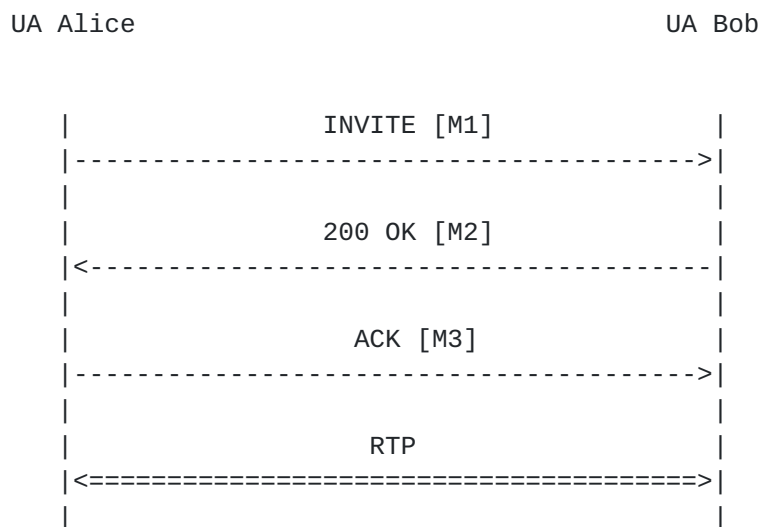 UA Alice UA Bob
INVITE [M1]
200 OK [M2]
ACK [M3]
RTP